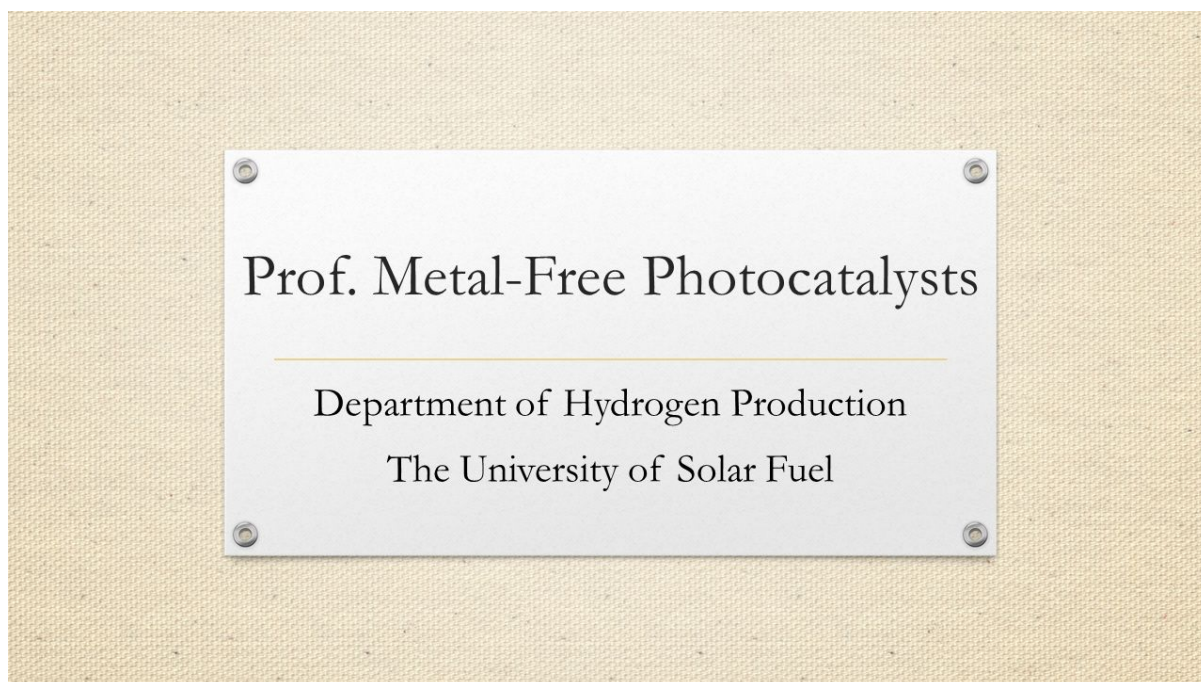 Prof. Metal-Free Photocatalysts
Department of Hydrogen Production
The University of Solar Fuel